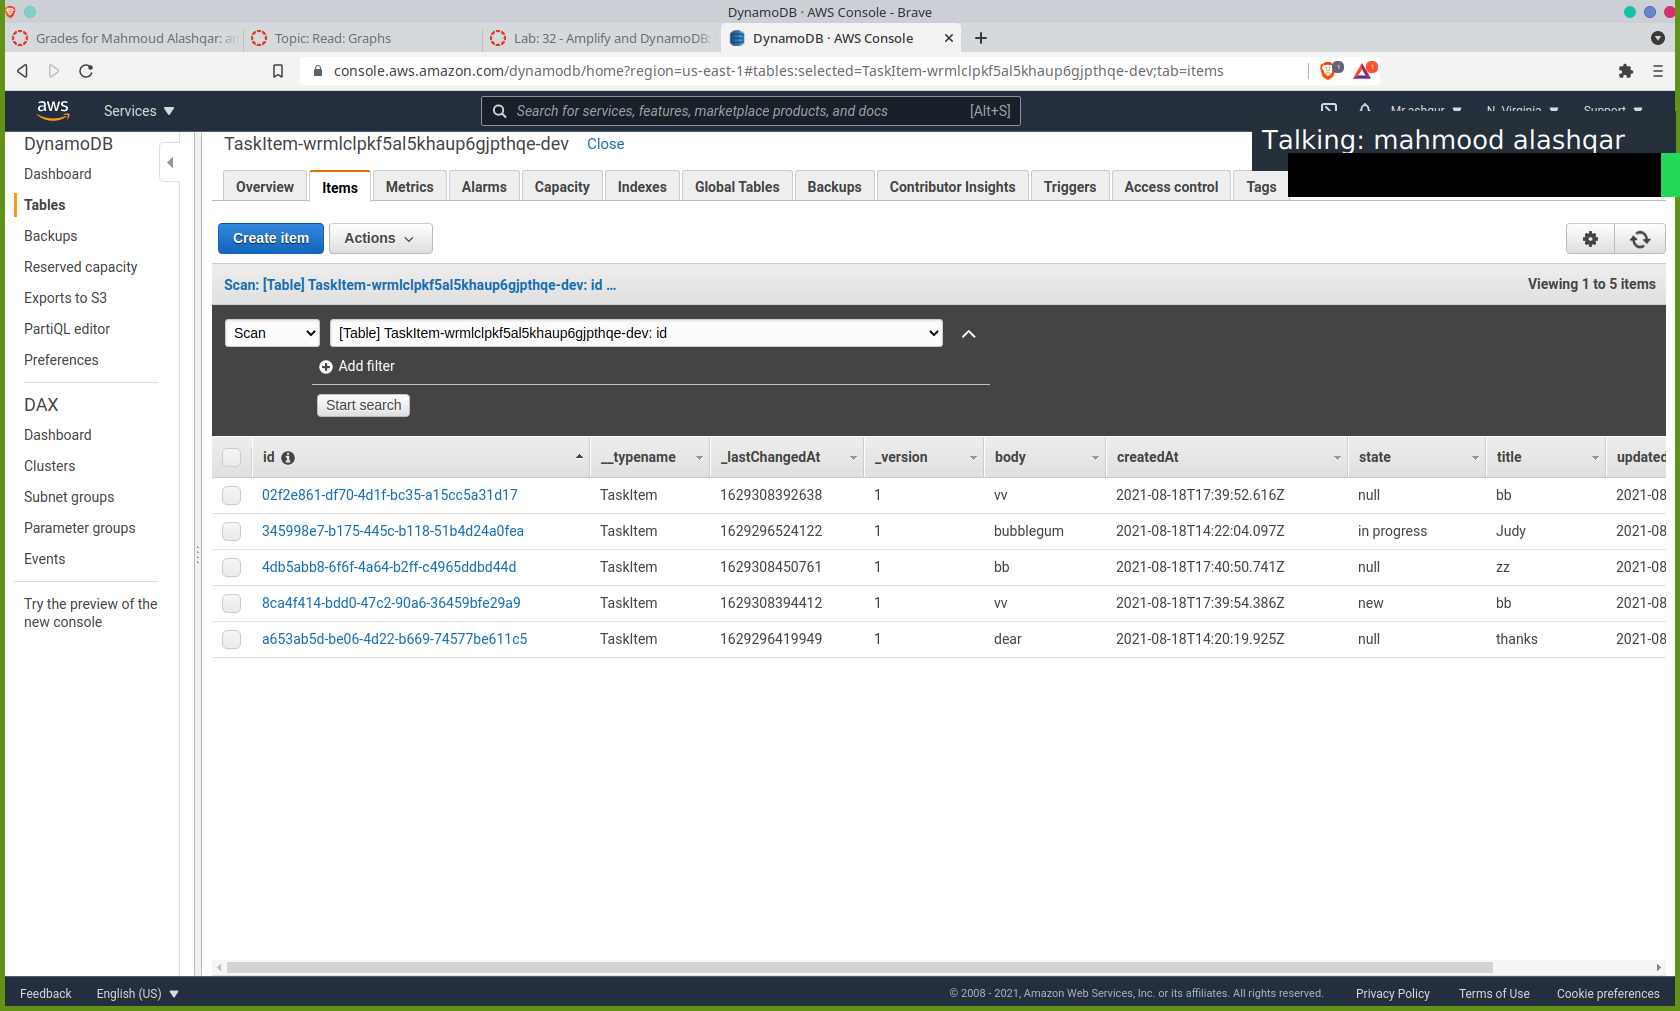 DynamoDB · AWS Console - Brave
Grades for Mahmoud Alashqar: ar
Topic: Read: Graphs
Lab: 32 - Amplify and DynamoDB:
DynamoDB · AWS Console
console.aws.amazon.com/dynamodb/home?region=us-east-1#tables:selected=TaskItem-wrmlclpkf5al5khaup6gjpthqe-dev;tab=items
aws
Services
Search for services, features, marketplace products, and docs
[Alt+S]
Mr.ashqur
N. Virginia
Support
Talking: mahmood alashqar
DynamoDB
Dashboard
Tables
Backups
Reserved capacity
Exports to S3
PartiQL editor
Preferences
DAX
Dashboard
Clusters
Subnet groups
Parameter groups
Events
Try the preview of the
new console
TaskItem-wrmlclpkf5al5khaup6gjpthqe-dev Close
Overview Items Metrics Alarms Capacity Indexes Global Tables Backups Contributor Insights Triggers Access control Tags
Create item Actions
Scan: [Table] TaskItem-wrmlclpkf5al5khaup6gjpthqe-dev: id ...
Viewing 1 to 5 items
Scan [Table] TaskItem-wrmlclpkf5al5khaup6gjpthqe-dev: id
Add filter
Start search
id __typename _lastChangedAt _version body createdAt state title updated
02f2e861-df70-4d1f-bc35-a15cc5a31d17 TaskItem 1629308392638 1 vv 2021-08-18T17:39:52.616Z null bb 2021-08
345998e7-b175-445c-b118-51b4d24a0fea TaskItem 1629296524122 1 bubblegum 2021-08-18T14:22:04.097Z in progress Judy 2021-08
4db5abb8-6f6f-4a64-b2ff-c4965ddbd44d TaskItem 1629308450761 1 bb 2021-08-18T17:40:50.741Z null zz 2021-08
8ca4f414-bdd0-47c2-90a6-36459bfe29a9 TaskItem 1629308394412 1 vv 2021-08-18T17:39:54.386Z new bb 2021-08
a653ab5d-be06-4d22-b669-74577be611c5 TaskItem 1629296419949 1 dear 2021-08-18T14:20:19.925Z null thanks 2021-08
Feedback English (US)
© 2008 - 2021, Amazon Web Services, Inc. or its affiliates. All rights reserved. Privacy Policy Terms of Use Cookie preferences